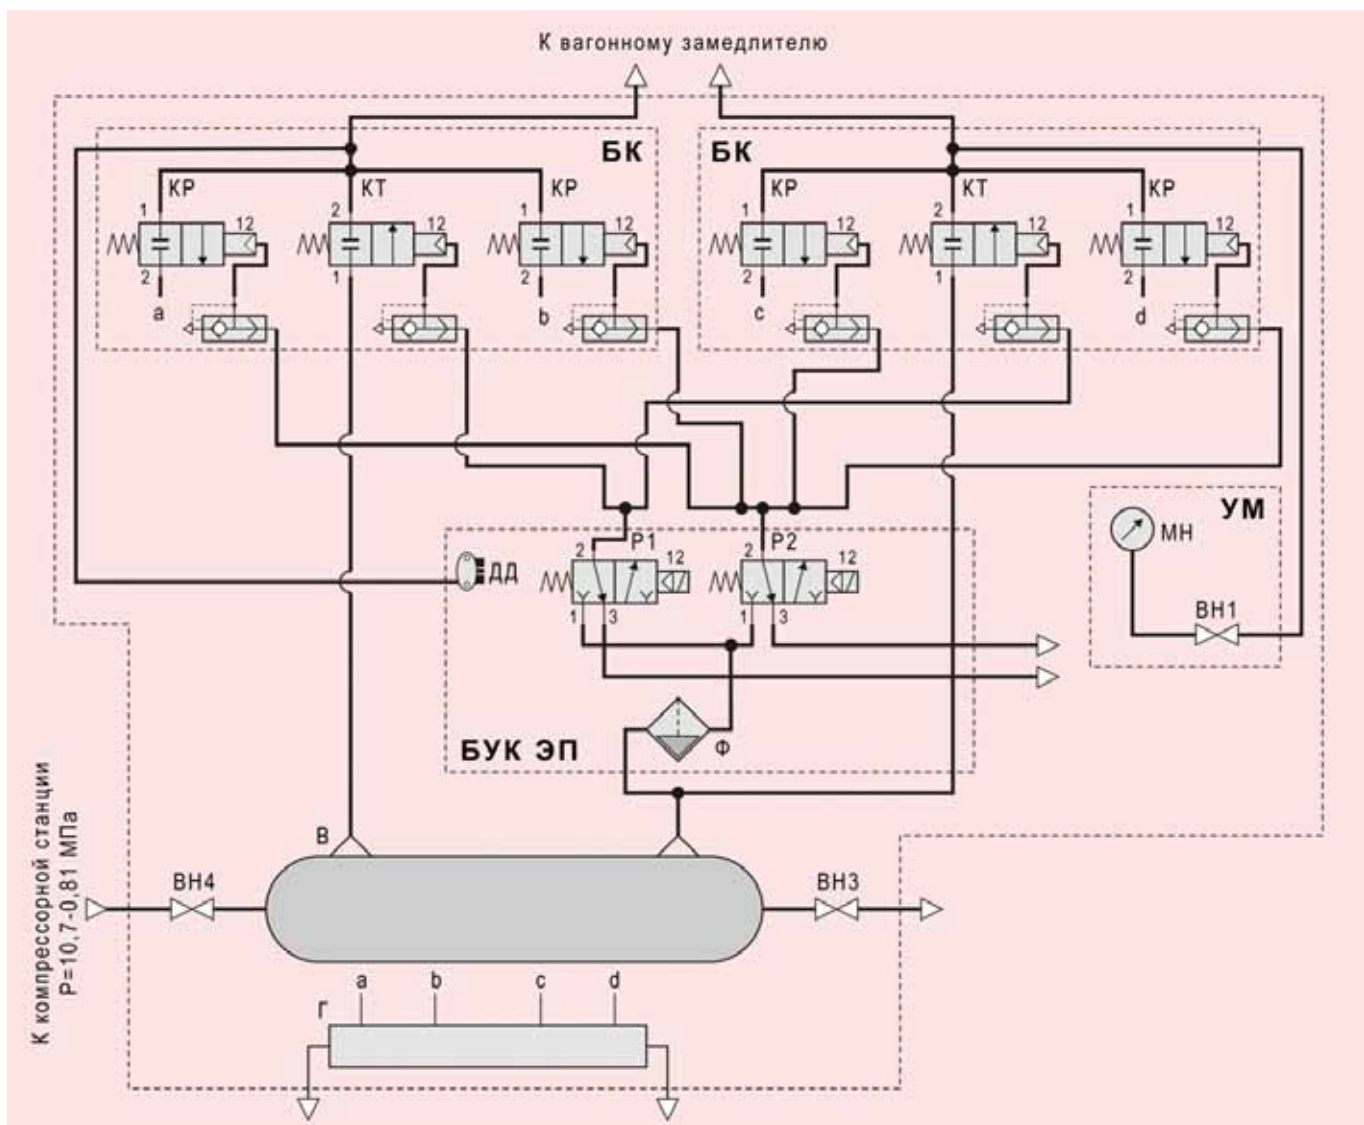 К вагонному замедлителю
БК БК
КР КТ КР КР КТ КР
1 12 2 12 1 12 1 12 2 12 1 12
2 1 2 2 1 2
a b c d
УМ
МН
ВН1
2 Р1 12 2 Р2 12
ДД
1 3 1 3
Ф
БУК ЭП
К компрессорной станции
Р=10,7-0,81 МПа
В
ВН4 ВН3
a b c d
Г